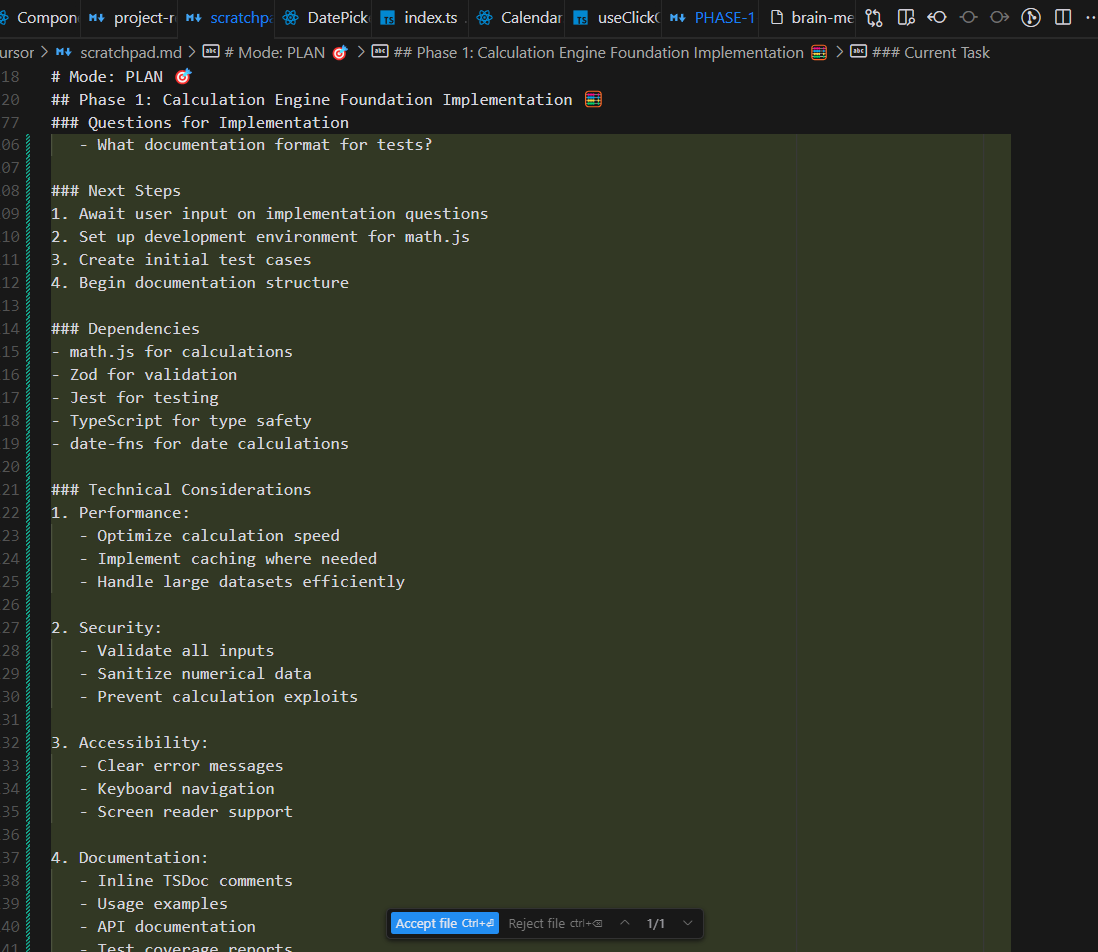 Compon project-r scratchpa DatePick TS index.ts Calendar TS useClickO PHASE-1 brain-me
ursor > scratchpad.md > # Mode: PLAN 🎯 > ## Phase 1: Calculation Engine Foundation Implementation 🧮 > ### Current Task
18 # Mode: PLAN 🎯
20 ## Phase 1: Calculation Engine Foundation Implementation 🧮
77 ### Questions for Implementation
06 - What documentation format for tests?
07
08 ### Next Steps
09 1. Await user input on implementation questions
10 2. Set up development environment for math.js
11 3. Create initial test cases
12 4. Begin documentation structure
13
14 ### Dependencies
15 - math.js for calculations
16 - Zod for validation
17 - Jest for testing
18 - TypeScript for type safety
19 - date-fns for date calculations
20
21 ### Technical Considerations
22 1. Performance:
23 - Optimize calculation speed
24 - Implement caching where needed
25 - Handle large datasets efficiently
26
27 2. Security:
28 - Validate all inputs
29 - Sanitize numerical data
30 - Prevent calculation exploits
31
32 3. Accessibility:
33 - Clear error messages
34 - Keyboard navigation
35 - Screen reader support
36
37 4. Documentation:
38 - Inline TSDoc comments
39 - Usage examples
40 - API documentation
41 - Test coverage reports
Accept file Ctrl+⏎ Reject file ctrl+⌫ 1/1